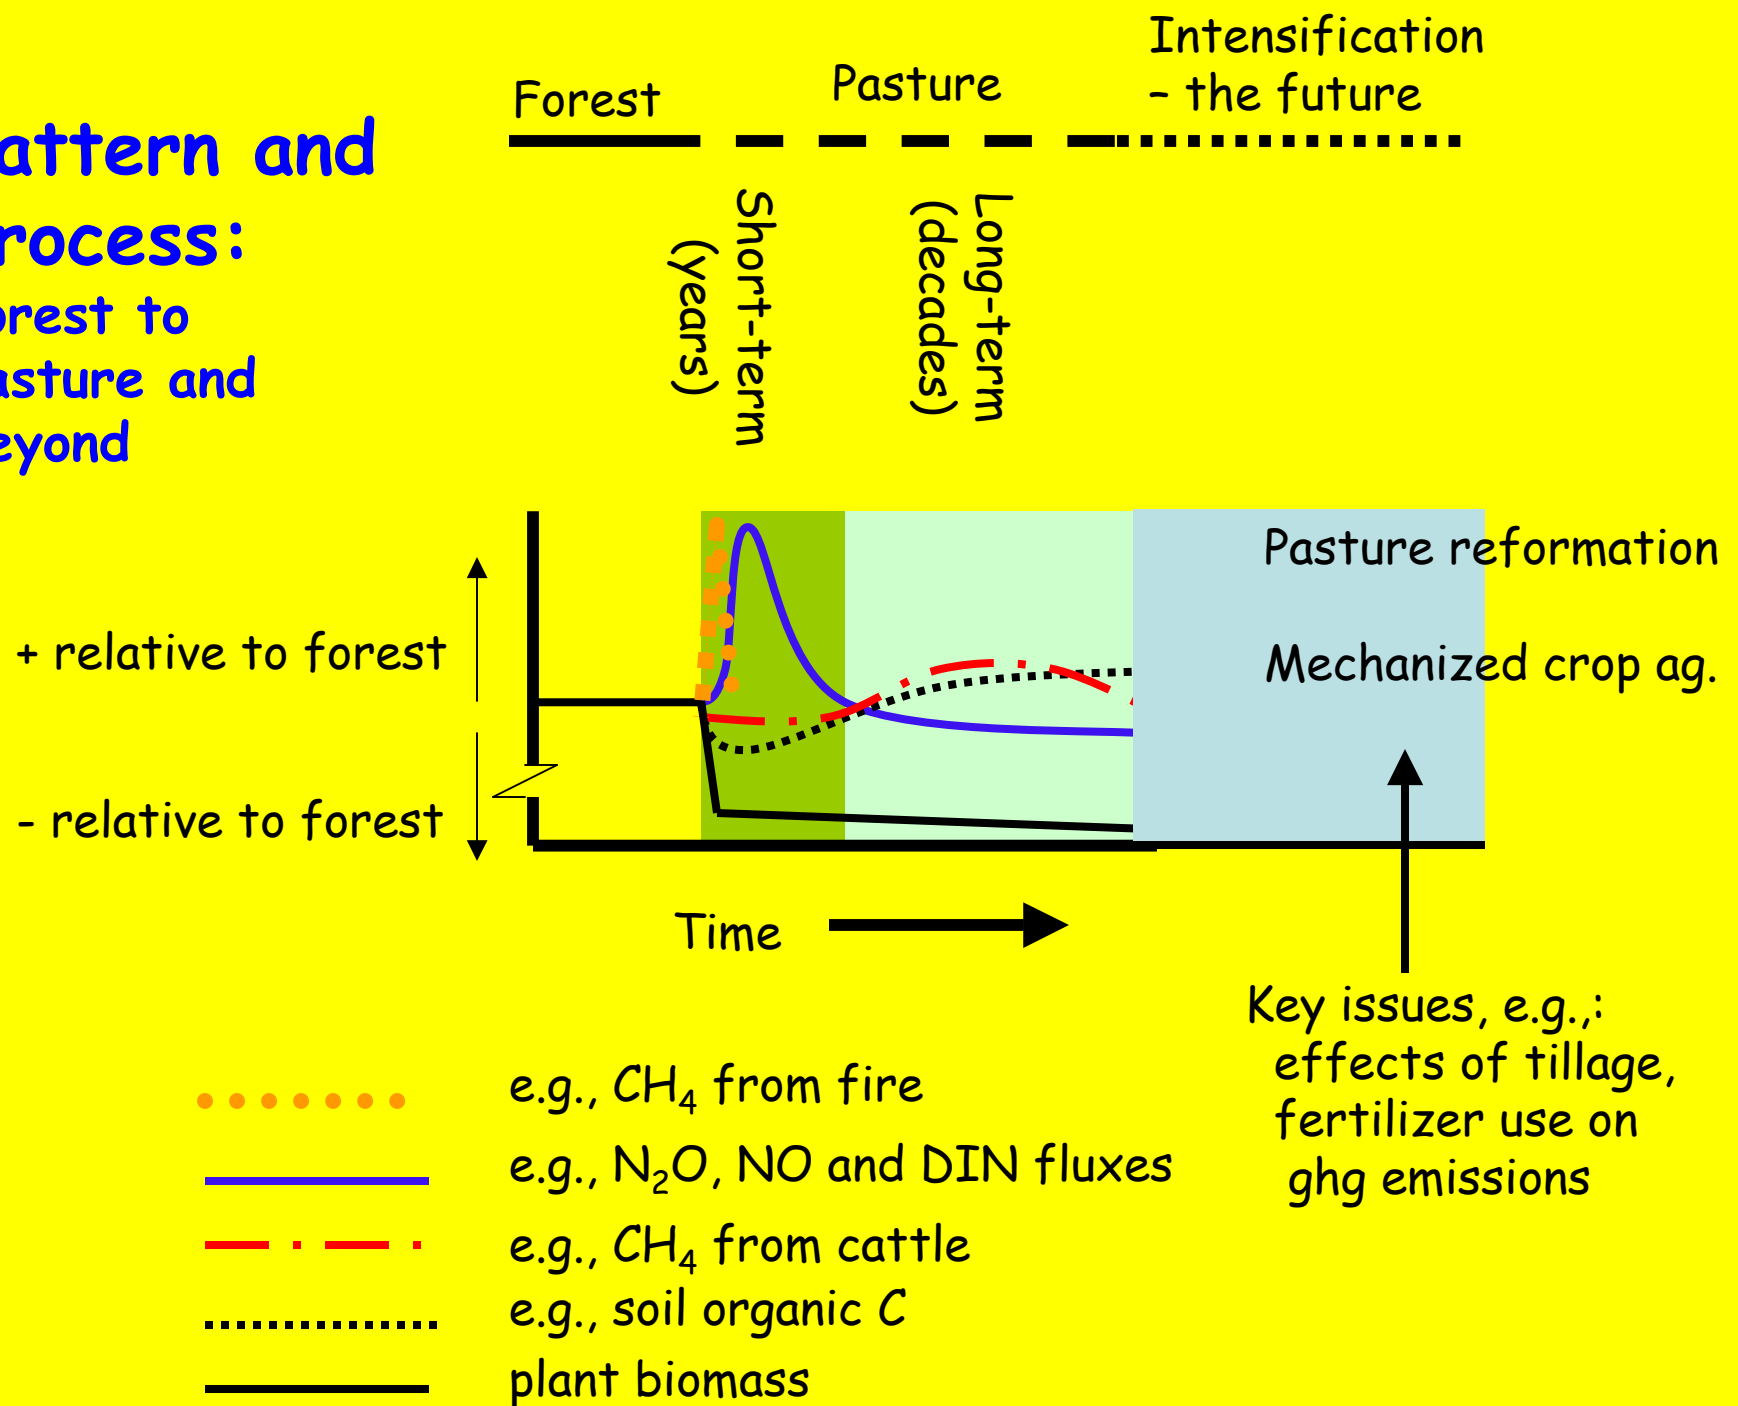 Forest
Pasture
Intensification
– the future
attern and
rocess:
orest to
asture and
eyond
Short-term
(years)
Long-term
(decades)
+ relative to forest
- relative to forest
Pasture reformation
Mechanized crop ag.
Time
Key issues, e.g.,:
effects of tillage,
fertilizer use on
ghg emissions
e.g., CH₄ from fire
e.g., N₂O, NO and DIN fluxes
e.g., CH₄ from cattle
e.g., soil organic C
plant biomass